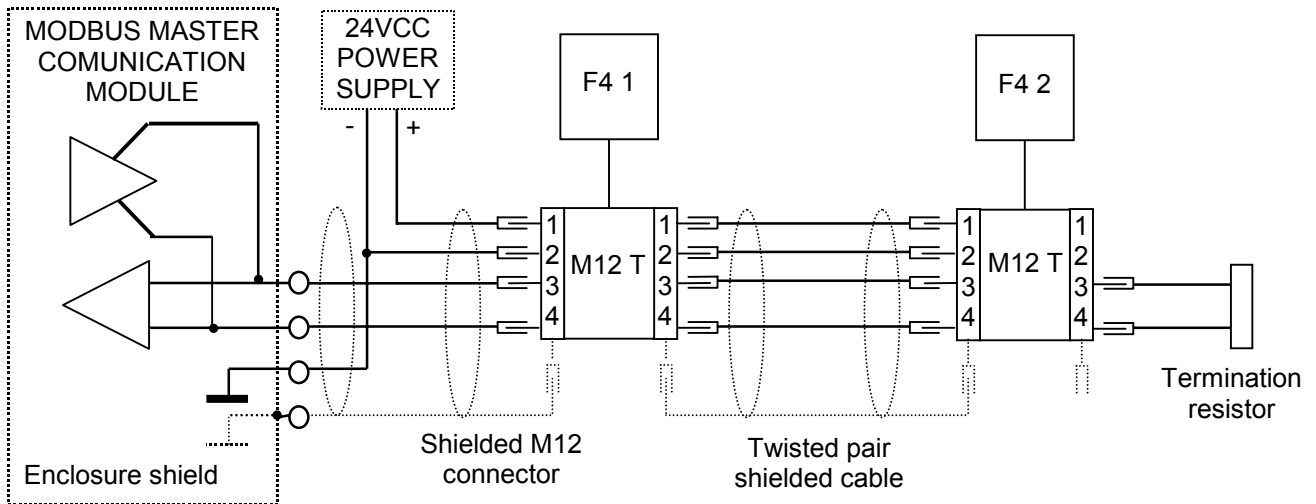 MODBUS MASTER
COMUNICATION
MODULE
24VCC
POWER
SUPPLY
- +
F4 1
F4 2
1
2
3
4
M12 T
1
2
3
4
1
2
3
4
M12 T
1
2
3
4
Termination
resistor
Shielded M12
connector
Twisted pair
shielded cable
Enclosure shield